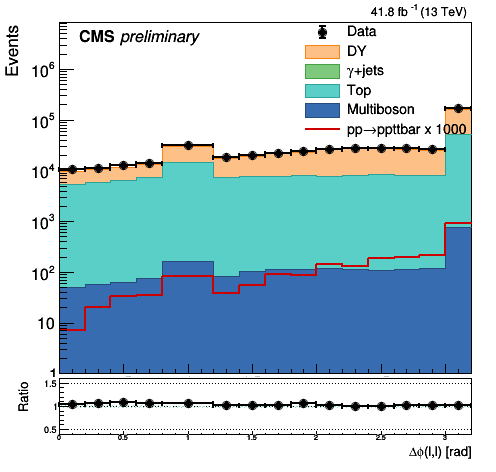 41.8 fb⁻¹ (13 TeV)
CMS preliminary
Events
Data
DY
γ+jets
Top
Multiboson
pp→ppttbar x 1000
10⁶
10⁵
10⁴
10³
10²
10
1
Ratio
1.5
1
0.5
0 0.5 1 1.5 2 2.5 3
Δϕ(l,l) [rad]